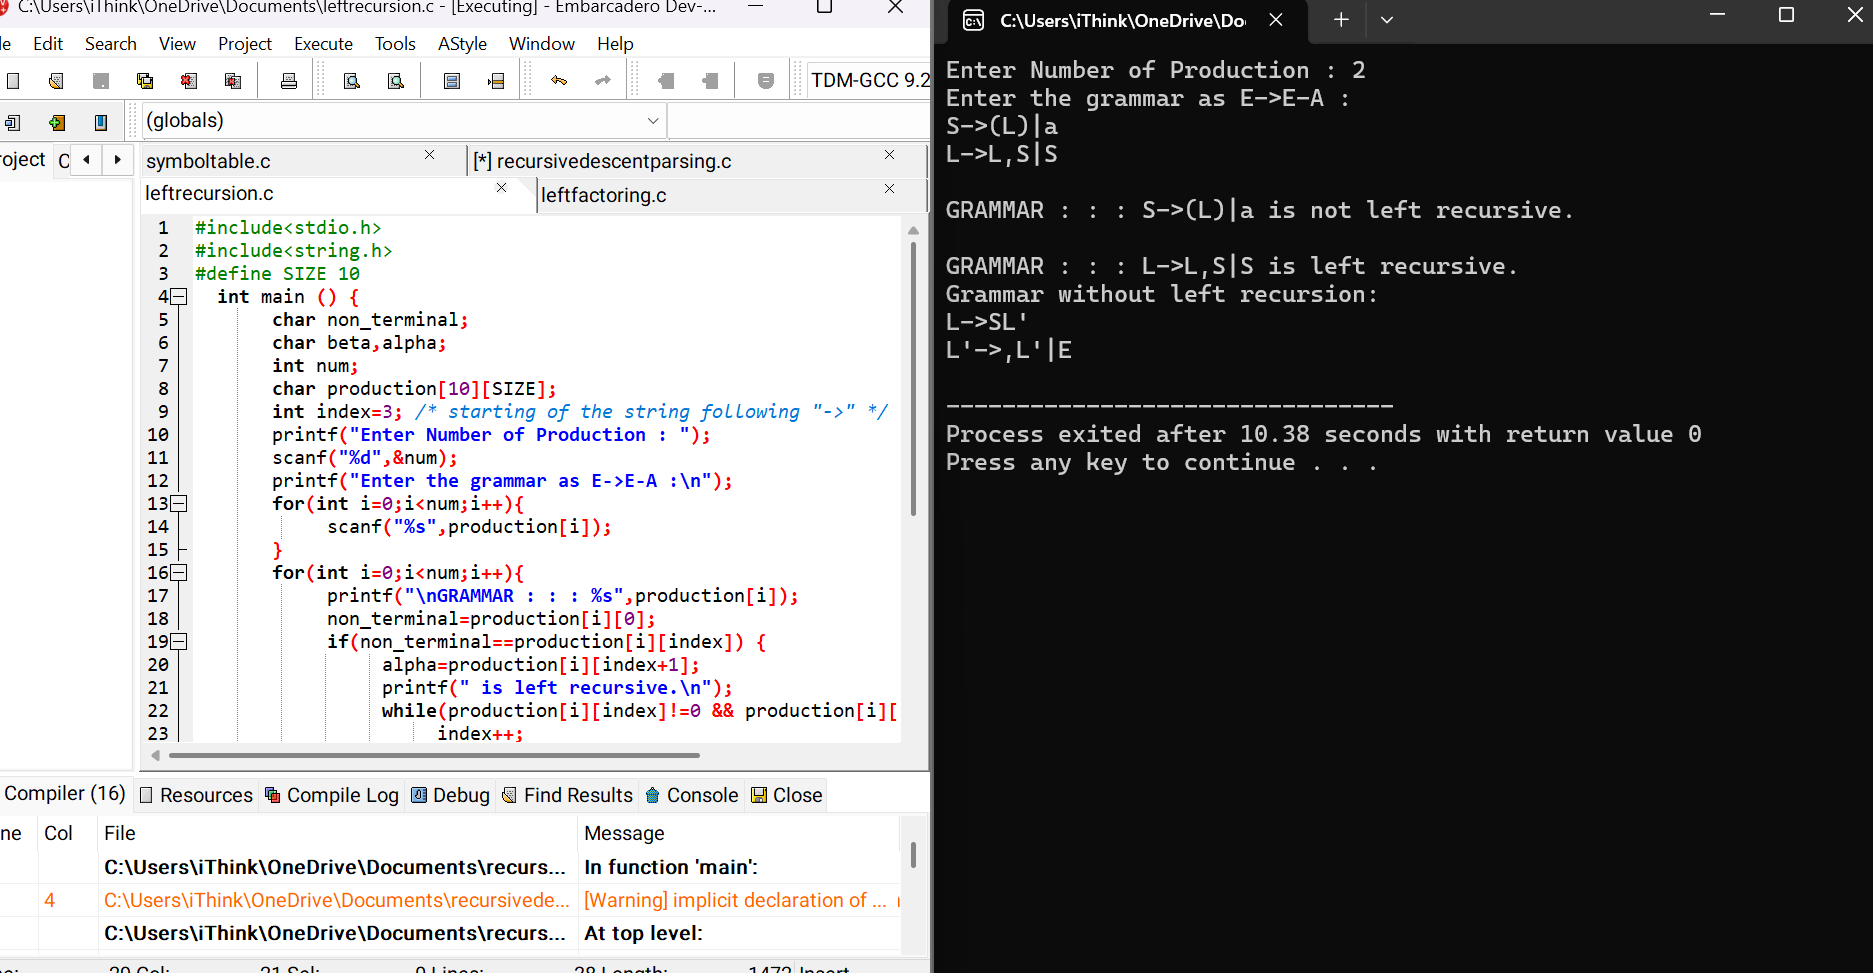 C:\Users\iThink\OneDrive\Documents\leftrecursion.c - [Executing] - Embarcadero Dev-...
le Edit Search View Project Execute Tools AStyle Window Help
TDM-GCC 9.2
(globals)
roject C
symboltable.c
[*] recursivedescentparsing.c
leftrecursion.c
leftfactoring.c
1 #include<stdio.h>
2 #include<string.h>
3 #define SIZE 10
4 int main () {
5 char non_terminal;
6 char beta,alpha;
7 int num;
8 char production[10][SIZE];
9 int index=3; /* starting of the string following "->" */
10 printf("Enter Number of Production : ");
11 scanf("%d",&num);
12 printf("Enter the grammar as E->E-A :\n");
13 for(int i=0;i<num;i++){
14 scanf("%s",production[i]);
15 }
16 for(int i=0;i<num;i++){
17 printf("\nGRAMMAR : : : %s",production[i]);
18 non_terminal=production[i][0];
19 if(non_terminal==production[i][index]) {
20 alpha=production[i][index+1];
21 printf(" is left recursive.\n");
22 while(production[i][index]!=0 && production[i][
23 index++;
Compiler (16) Resources Compile Log Debug Find Results Console Close
ne Col File Message
C:\Users\iThink\OneDrive\Documents\recurs... In function 'main':
4 C:\Users\iThink\OneDrive\Documents\recursivede... [Warning] implicit declaration of ...
C:\Users\iThink\OneDrive\Documents\recurs... At top level:
C:\Users\iThink\OneDrive\Do
Enter Number of Production : 2
Enter the grammar as E->E-A :
S->(L)|a
L->L,S|S
GRAMMAR : : : S->(L)|a is not left recursive.
GRAMMAR : : : L->L,S|S is left recursive.
Grammar without left recursion:
L->SL'
L'->,L'|E
--------------------------------
Process exited after 10.38 seconds with return value 0
Press any key to continue . . .